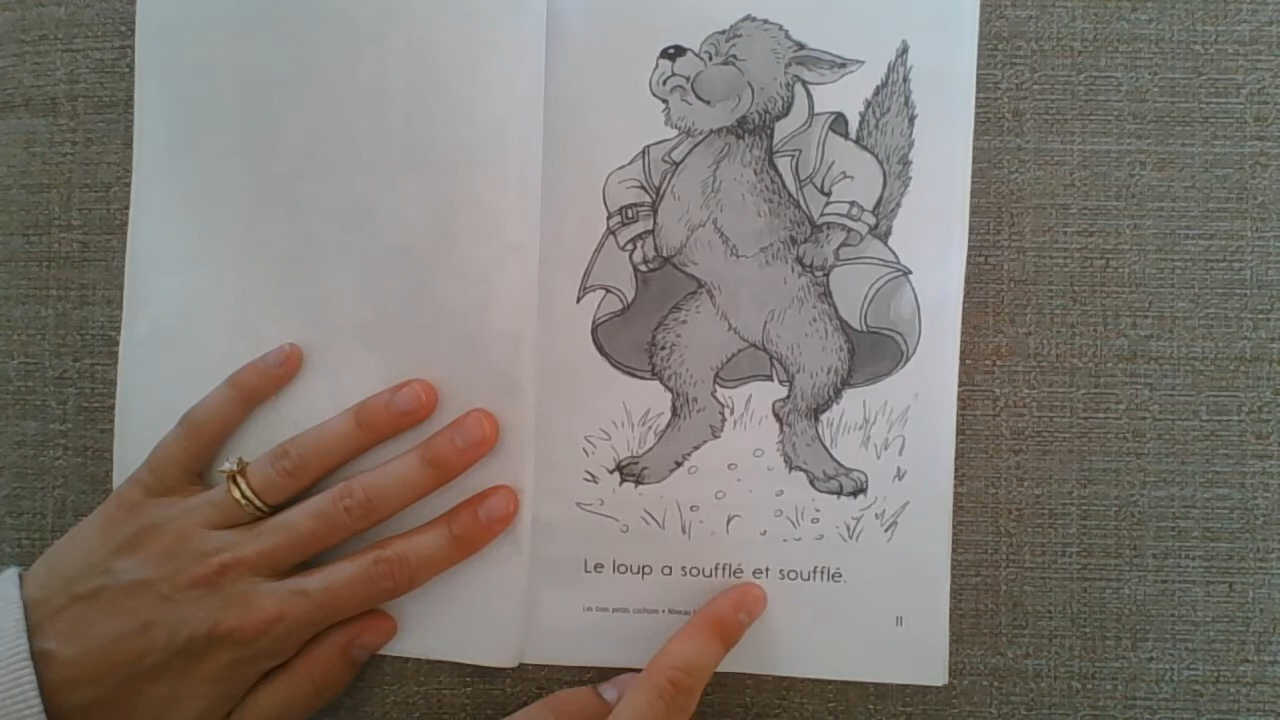 Le loup a soufflé et soufflé.
Les trois petits cochons • Niveau
11